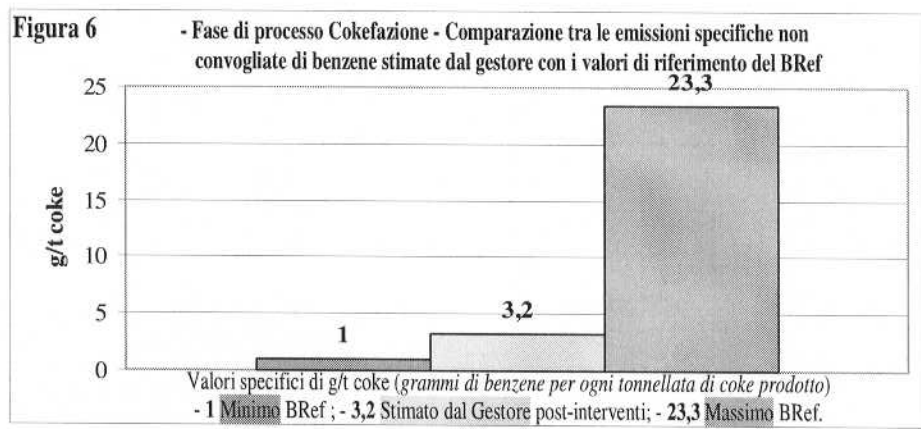 Figura 6 - Fase di processo Cokefazione - Comparazione tra le emissioni specifiche non
convogliate di benzene stimate dal gestore con i valori di riferimento del BRef
25
20
15
10
5
0
g/t coke
1
3,2
23,3
Valori specifici di g/t coke (grammi di benzene per ogni tonnellata di coke prodotto)
- 1 Minimo BRef ; - 3,2 Stimato dal Gestore post-interventi; - 23,3 Massimo BRef.